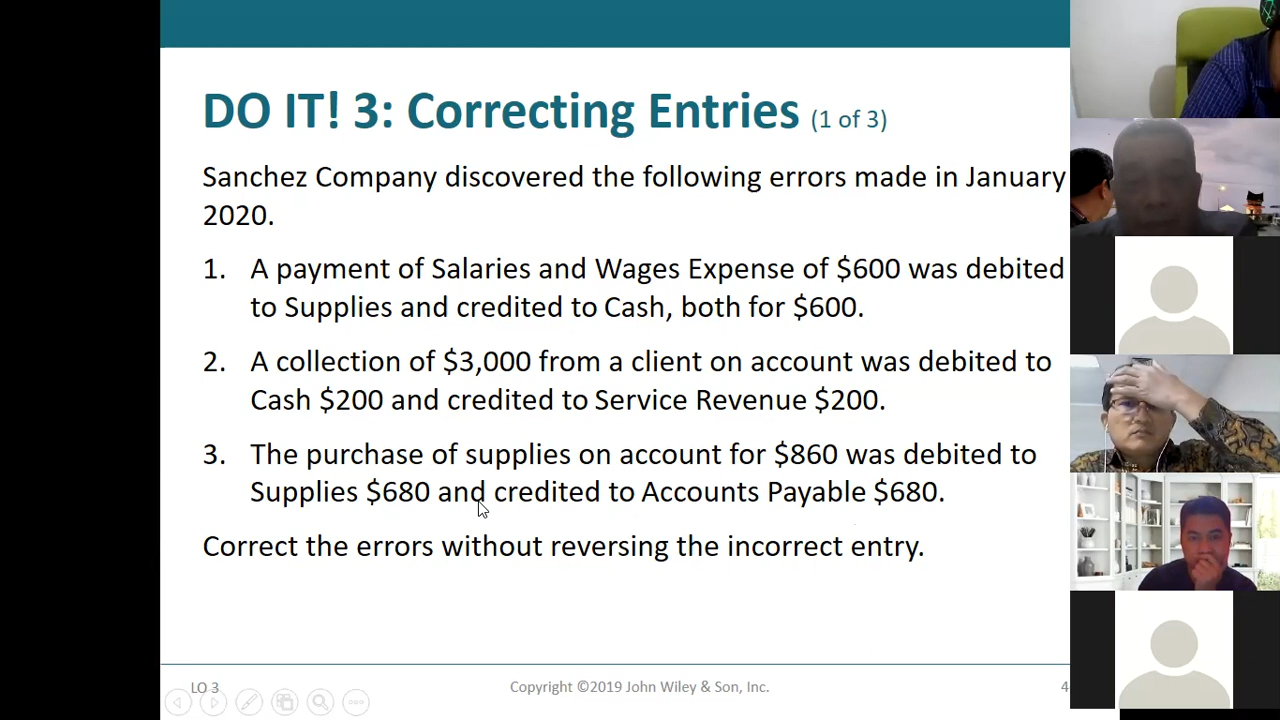 DO IT! 3: Correcting Entries (1 of 3)
Sanchez Company discovered the following errors made in January
2020.
1. A payment of Salaries and Wages Expense of $600 was debited
to Supplies and credited to Cash, both for $600.
2. A collection of $3,000 from a client on account was debited to
Cash $200 and credited to Service Revenue $200.
3. The purchase of supplies on account for $860 was debited to
Supplies $680 and credited to Accounts Payable $680.
Correct the errors without reversing the incorrect entry.
LO 3
Copyright ©2019 John Wiley & Son, Inc.
4